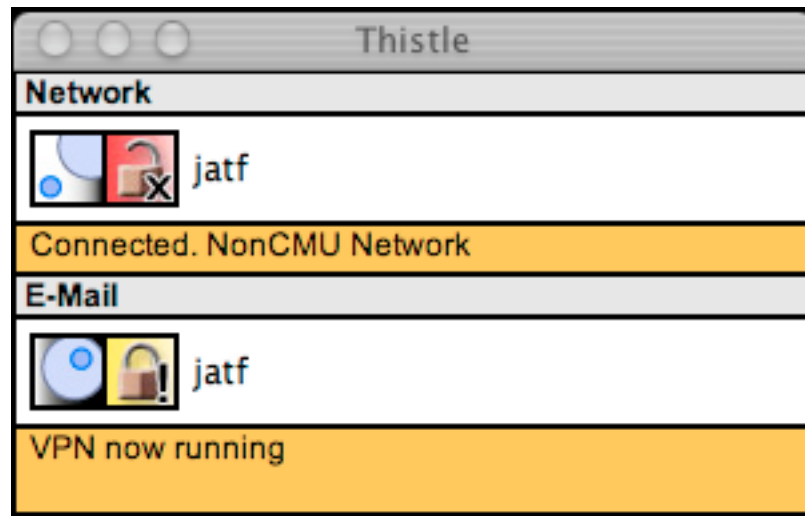 Thistle
Network
jatf
Connected. NonCMU Network
E-Mail
jatf
VPN now running